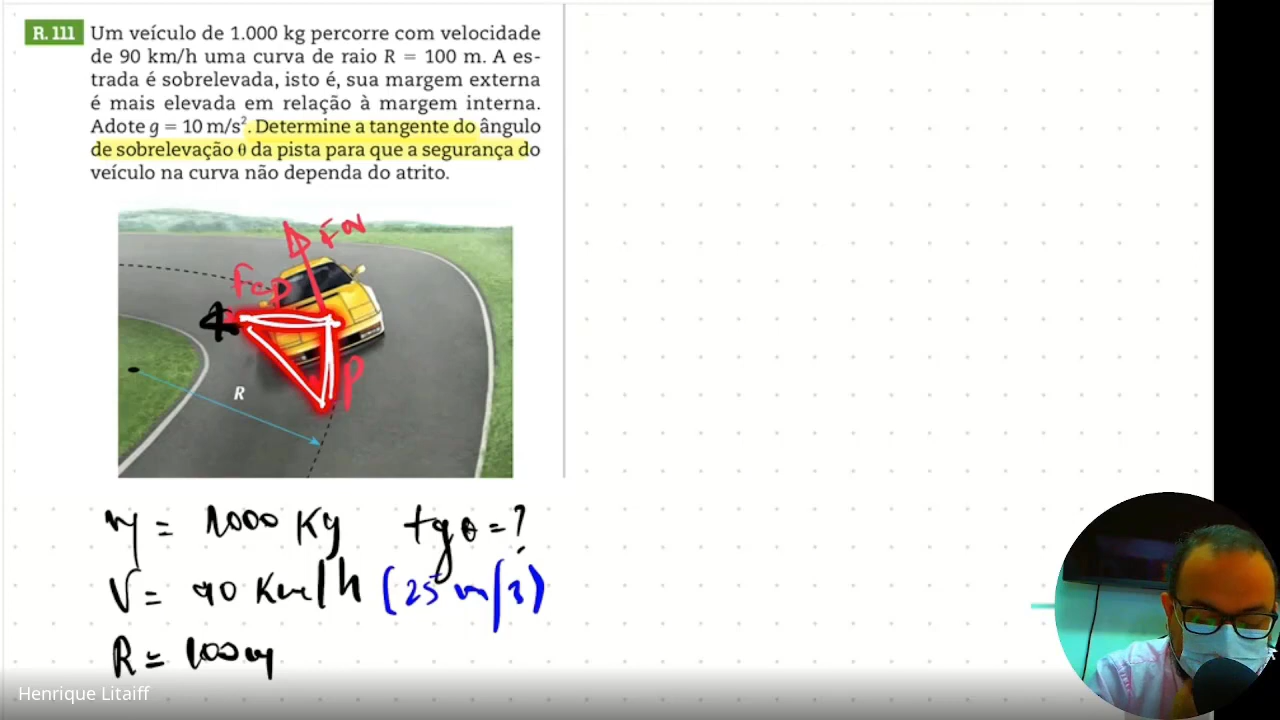 R. 111 Um veículo de 1.000 kg percorre com velocidade
de 90 km/h uma curva de raio R = 100 m. A es-
trada é sobrelevada, isto é, sua margem externa
é mais elevada em relação à margem interna.
Adote g = 10 m/s². Determine a tangente do ângulo
de sobrelevação θ da pista para que a segurança do
veículo na curva não dependa do atrito.
FN
Fcp
P
R
m = 1000 Kg tg θ = ?
V = 90 Km/h (25 m/s)
R = 100m
Henrique Litaiff